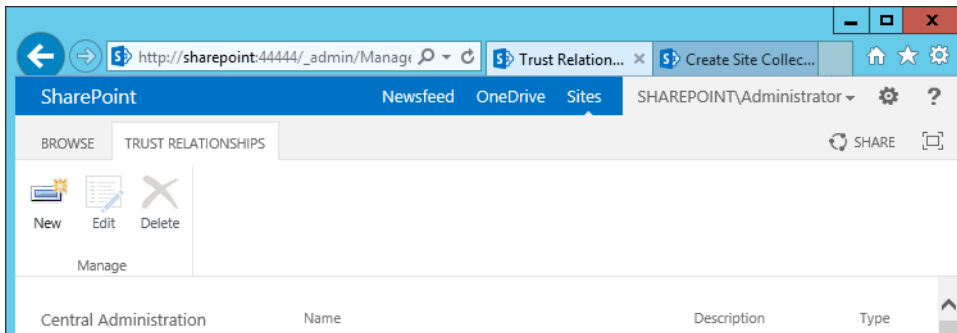 http://sharepoint:44444/_admin/Manage Trust Relation... Create Site Collec...
SharePoint Newsfeed OneDrive Sites SHAREPOINT\Administrator ?
BROWSE TRUST RELATIONSHIPS SHARE
New Edit Delete
Manage
Central Administration Name Description Type